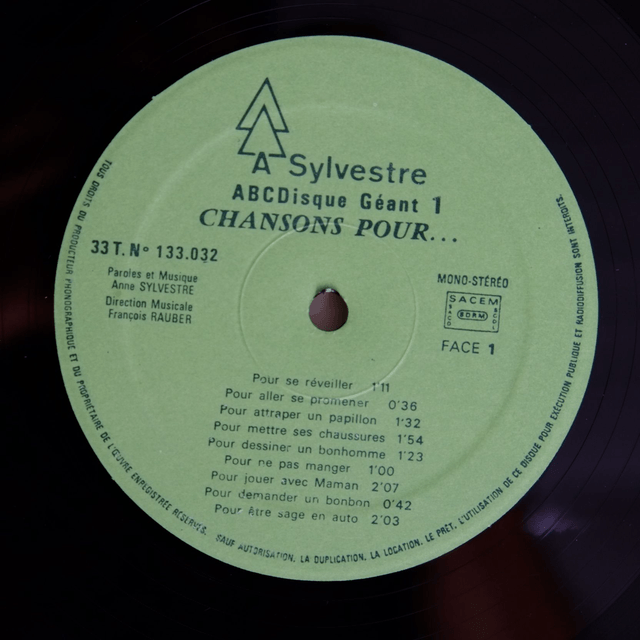 A Sylvestre
ABCDisque Géant 1
CHANSONS POUR...
33 T. Nº 133.032
Paroles et Musique
Anne SYLVESTRE
Direction Musicale
François RAUBER
MONO-STÉRÉO
SACEM
BDRM
FACE 1
Pour se réveiller 1'11
Pour aller se promener 0'36
Pour attraper un papillon 1'32
Pour mettre ses chaussures 1'54
Pour dessiner un bonhomme 1'23
Pour ne pas manger 1'00
Pour jouer avec Maman 2'07
Pour demander un bonbon 0'42
Pour être sage en auto 2'03
TOUS DROITS DU PRODUCTEUR PHONOGRAPHIQUE ET DU PROPRIÉTAIRE DE L'ŒUVRE ENREGISTRÉE RÉSERVÉS. SAUF AUTORISATION, LA DUPLICATION, LA LOCATION, LE PRÊT, L'UTILISATION DE CE DISQUE POUR EXÉCUTION PUBLIQUE ET RADIODIFFUSION SONT INTERDITS.